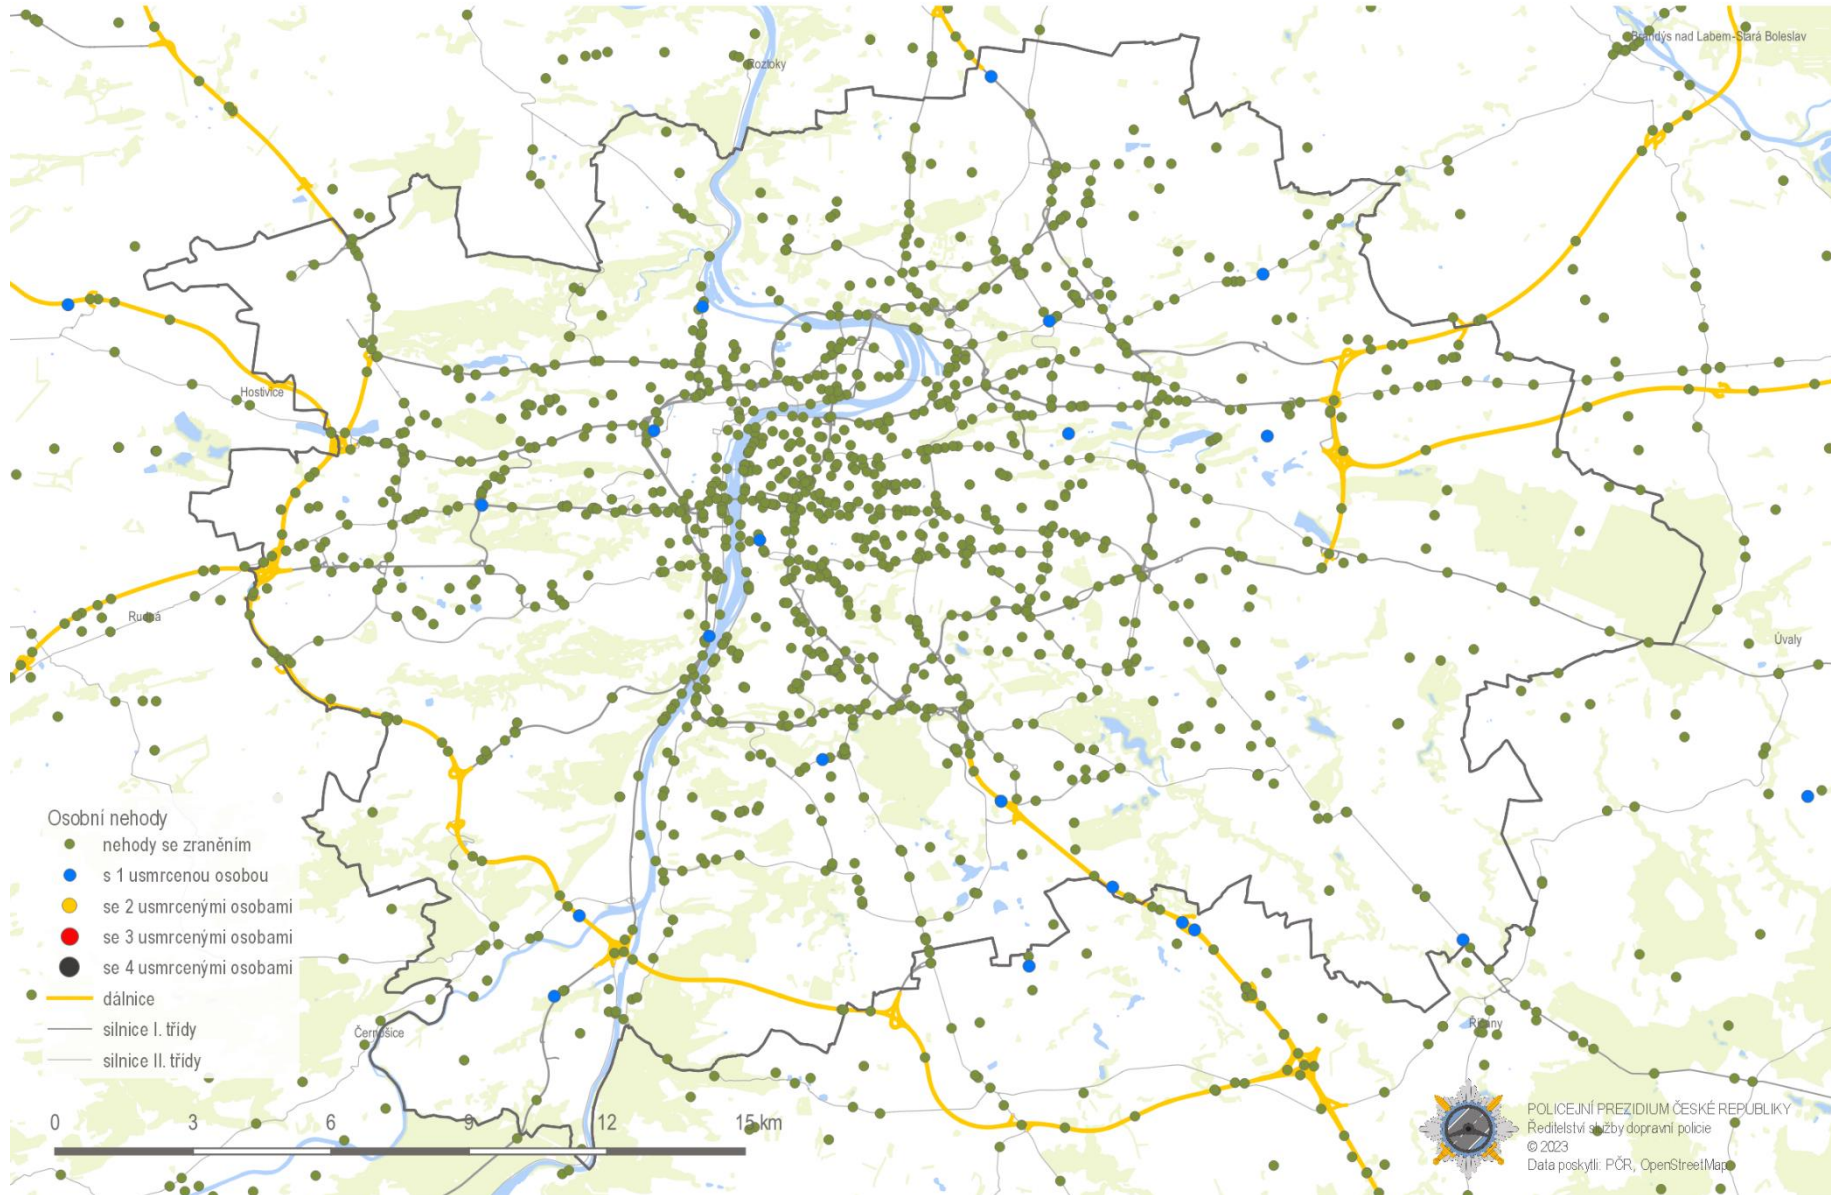 Brandýs nad Labem-Stará Boleslav
Roztoky
Hostivice
Rudná
Úvaly
Osobní nehody
nehody se zraněním
s 1 usmrcenou osobou
se 2 usmrcenými osobami
se 3 usmrcenými osobami
se 4 usmrcenými osobami
dálnice
silnice I. třídy
silnice II. třídy
Černošice
Říčany
0 3 6 9 12 15 km
POLICEJNÍ PREZIDIUM ČESKÉ REPUBLIKY
Ředitelství služby dopravní policie
© 2023
Data poskytli: PČR, OpenStreetMap